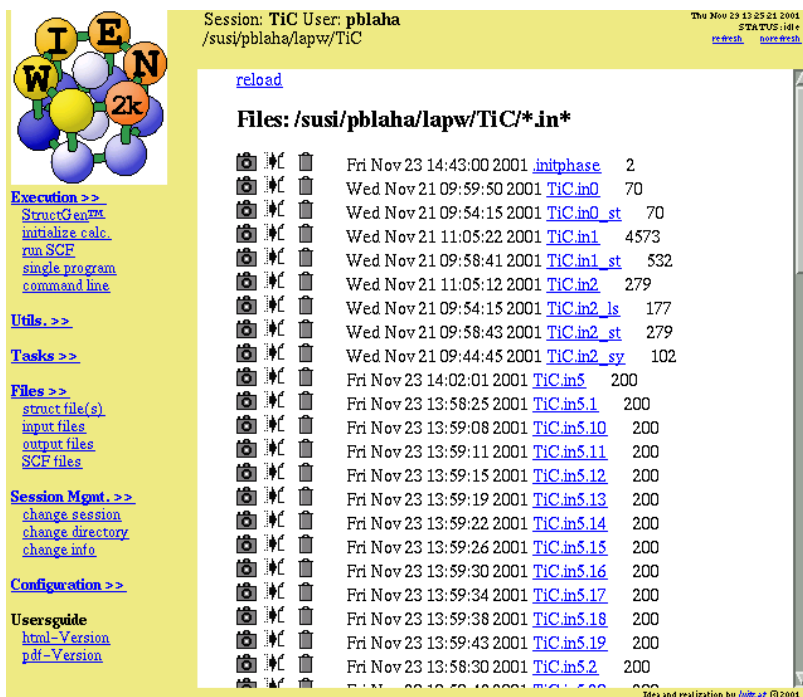 W I E N 2k
Session: TiC User: pblaha
/susi/pblaha/lapw/TiC
Thu Nov 29 13:25:21 2001
STATUS:idle
refresh norefresh
Execution >>
StructGen™
initialize calc.
run SCF
single program
command line
Utils. >>
Tasks >>
Files >>
struct file(s)
input files
output files
SCF files
Session Mgmt. >>
change session
change directory
change info
Configuration >>
Usersguide
html-Version
pdf-Version
reload
Files: /susi/pblaha/lapw/TiC/*.in*
Fri Nov 23 14:43:00 2001 .initphase 2
Wed Nov 21 09:59:50 2001 TiC.in0 70
Wed Nov 21 09:54:15 2001 TiC.in0_st 70
Wed Nov 21 11:05:22 2001 TiC.in1 4573
Wed Nov 21 09:58:41 2001 TiC.in1_st 532
Wed Nov 21 11:05:12 2001 TiC.in2 279
Wed Nov 21 09:54:15 2001 TiC.in2_ls 177
Wed Nov 21 09:58:43 2001 TiC.in2_st 279
Wed Nov 21 09:44:45 2001 TiC.in2_sy 102
Fri Nov 23 14:02:01 2001 TiC.in5 200
Fri Nov 23 13:58:25 2001 TiC.in5.1 200
Fri Nov 23 13:59:08 2001 TiC.in5.10 200
Fri Nov 23 13:59:11 2001 TiC.in5.11 200
Fri Nov 23 13:59:15 2001 TiC.in5.12 200
Fri Nov 23 13:59:19 2001 TiC.in5.13 200
Fri Nov 23 13:59:22 2001 TiC.in5.14 200
Fri Nov 23 13:59:26 2001 TiC.in5.15 200
Fri Nov 23 13:59:30 2001 TiC.in5.16 200
Fri Nov 23 13:59:34 2001 TiC.in5.17 200
Fri Nov 23 13:59:38 2001 TiC.in5.18 200
Fri Nov 23 13:59:43 2001 TiC.in5.19 200
Fri Nov 23 13:58:30 2001 TiC.in5.2 200
Idea and realization by luitz.at ©2001